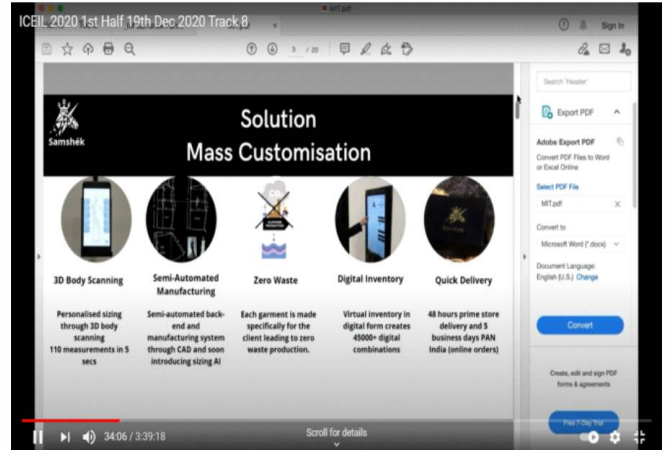 MIT.pdf
ICEIL 2020 1st Half 19th Dec 2020 Track 8
Sign In
3 / 20
Search 'Header'
Export PDF
Adobe Export PDF
Convert PDF Files to Word
or Excel Online
Select PDF File
MIT.pdf
Convert to
Microsoft Word (*.docx)
Document Language:
English (U.S.) Change
Convert
Create, edit and sign PDF
forms & agreements
Free 7-Day Trial
Samshék
Solution
Mass Customisation
3D Body Scanning
Personalised sizing
through 3D body
scanning
110 measurements in 5
secs
Semi-Automated
Manufacturing
Semi-automated back-
end and
manufacturing system
through CAD and soon
introducing sizing AI
Zero Waste
Each garment is made
specifically for the
client leading to zero
waste production.
Digital Inventory
Virtual inventory in
digital form creates
45000+ digital
combinations
Quick Delivery
48 hours prime store
delivery and 5
business days PAN
India (online orders)
34:06 / 3:39:18
Scroll for details